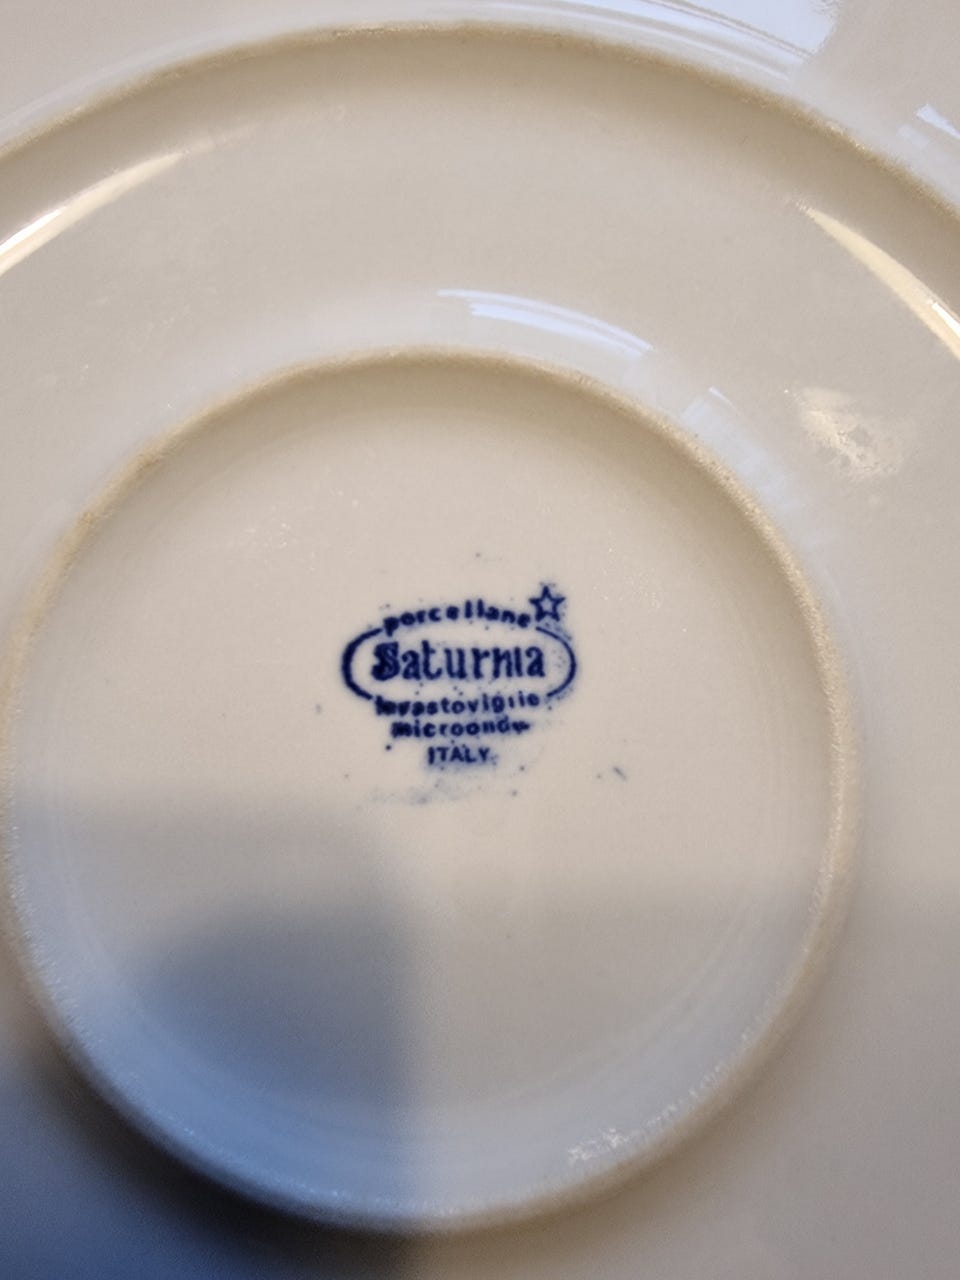 porcellane
Saturnia
lavastoviglie
microonde
ITALY